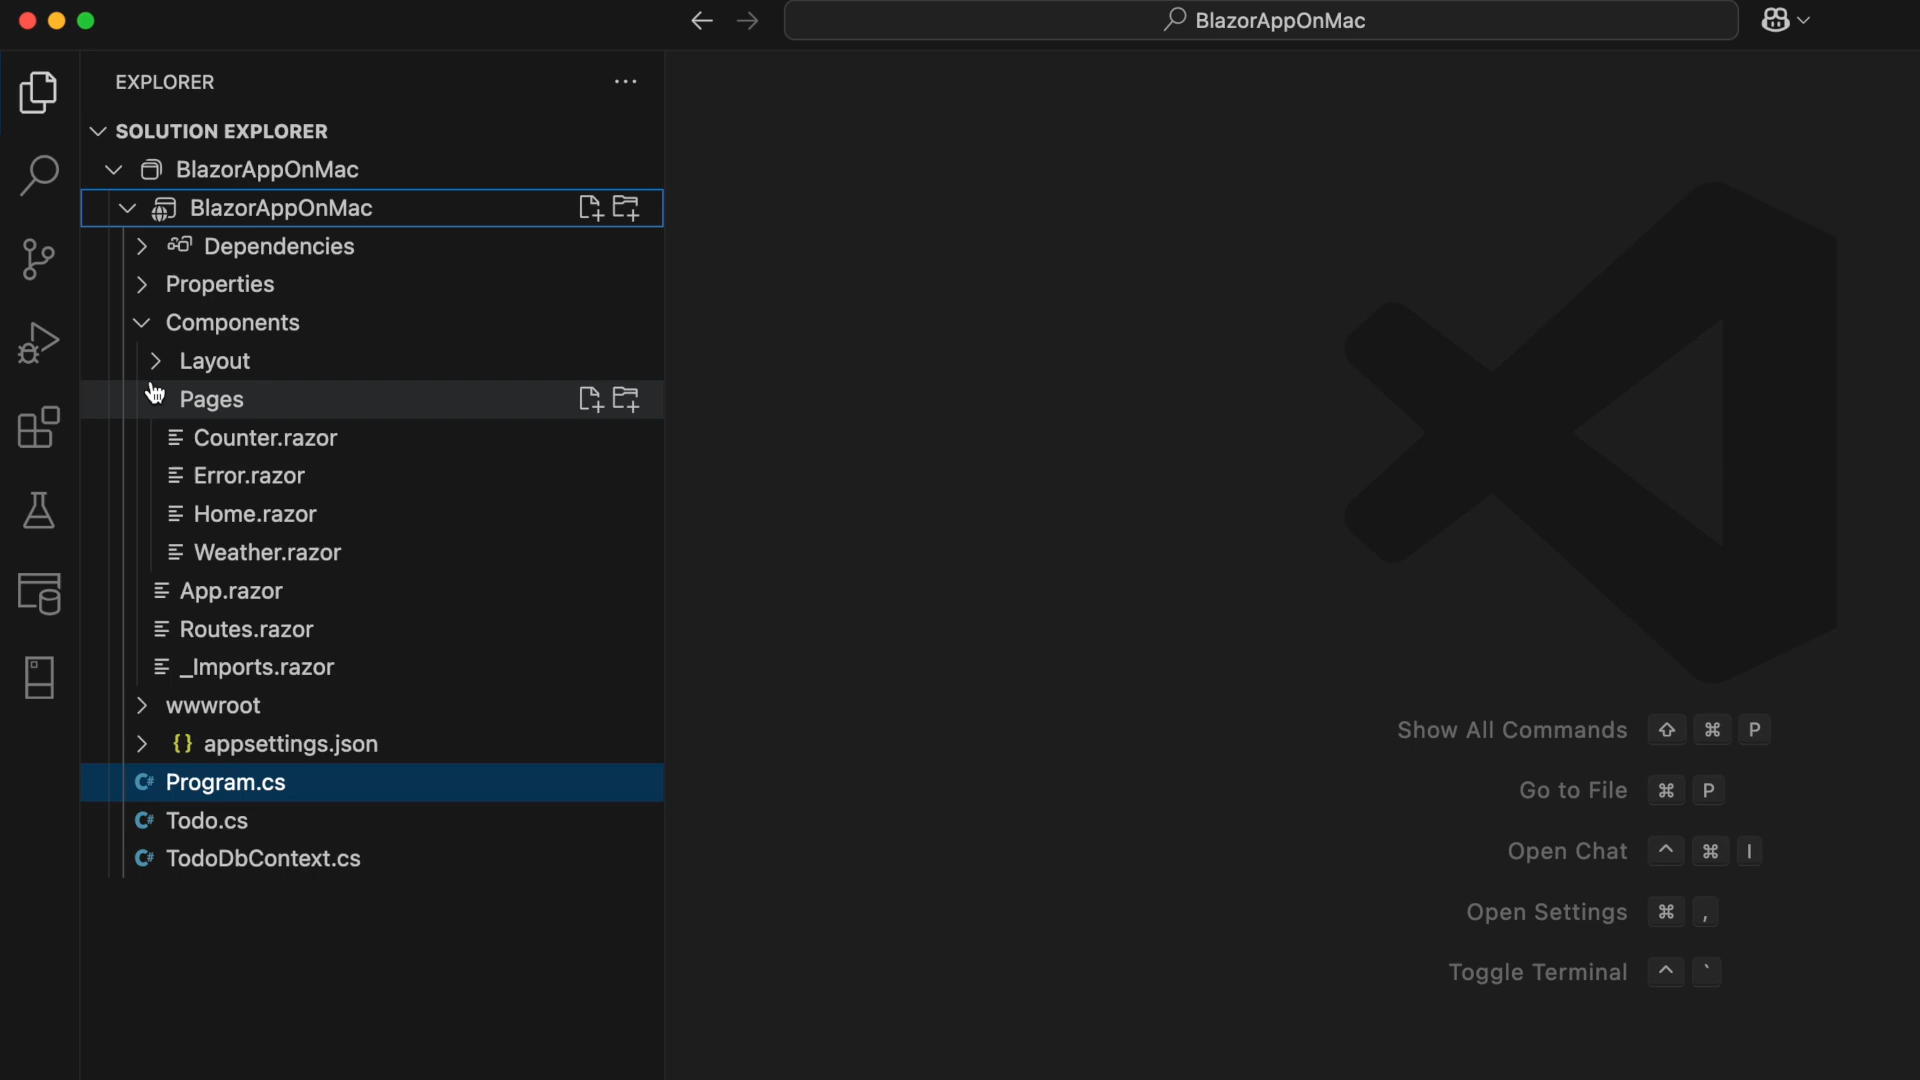 BlazorAppOnMac
EXPLORER
SOLUTION EXPLORER
BlazorAppOnMac
BlazorAppOnMac
Dependencies
Properties
Components
Layout
Pages
Counter.razor
Error.razor
Home.razor
Weather.razor
App.razor
Routes.razor
_Imports.razor
wwwroot
{} appsettings.json
C# Program.cs
C# Todo.cs
C# TodoDbContext.cs
Show All Commands ⇧ ⌘ P
Go to File ⌘ P
Open Chat ^ ⌘ I
Open Settings ⌘ ,
Toggle Terminal ^ `